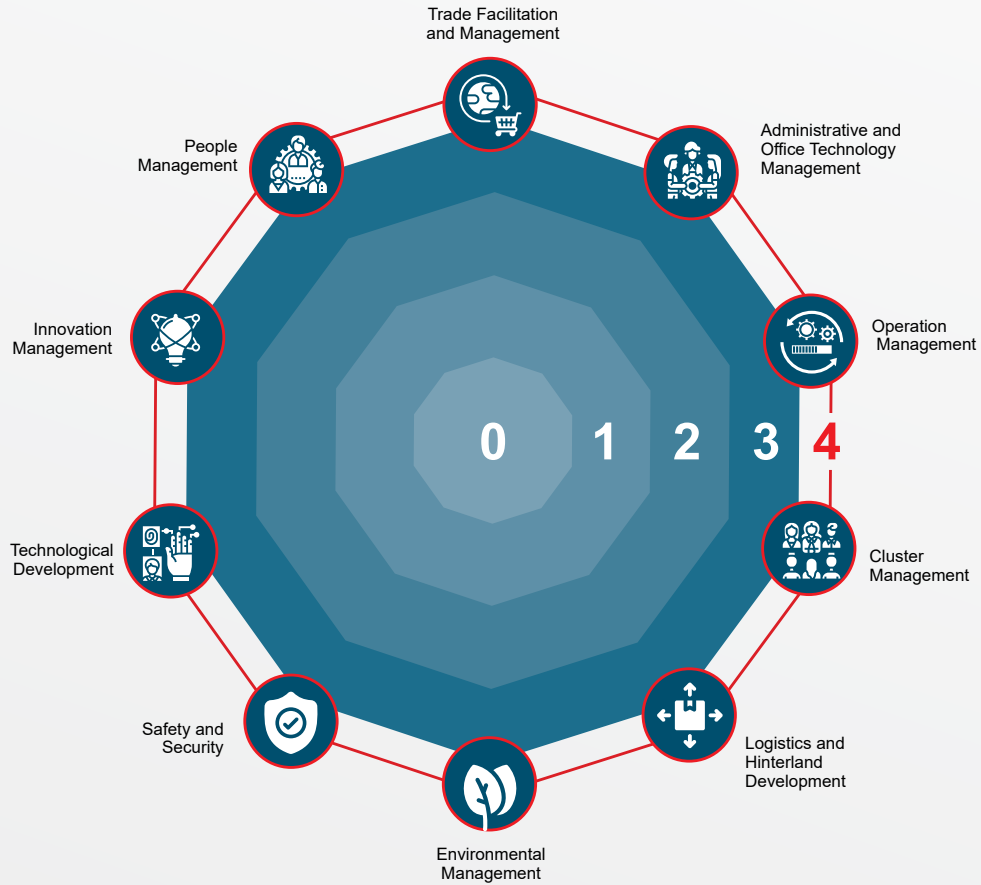 Trade Facilitation
and Management
People
Management
Administrative and
Office Technology
Management
Innovation
Management
Operation
Management
0 1 2 3 4
Technological
Development
Cluster
Management
Safety and
Security
Logistics and
Hinterland
Development
Environmental
Management